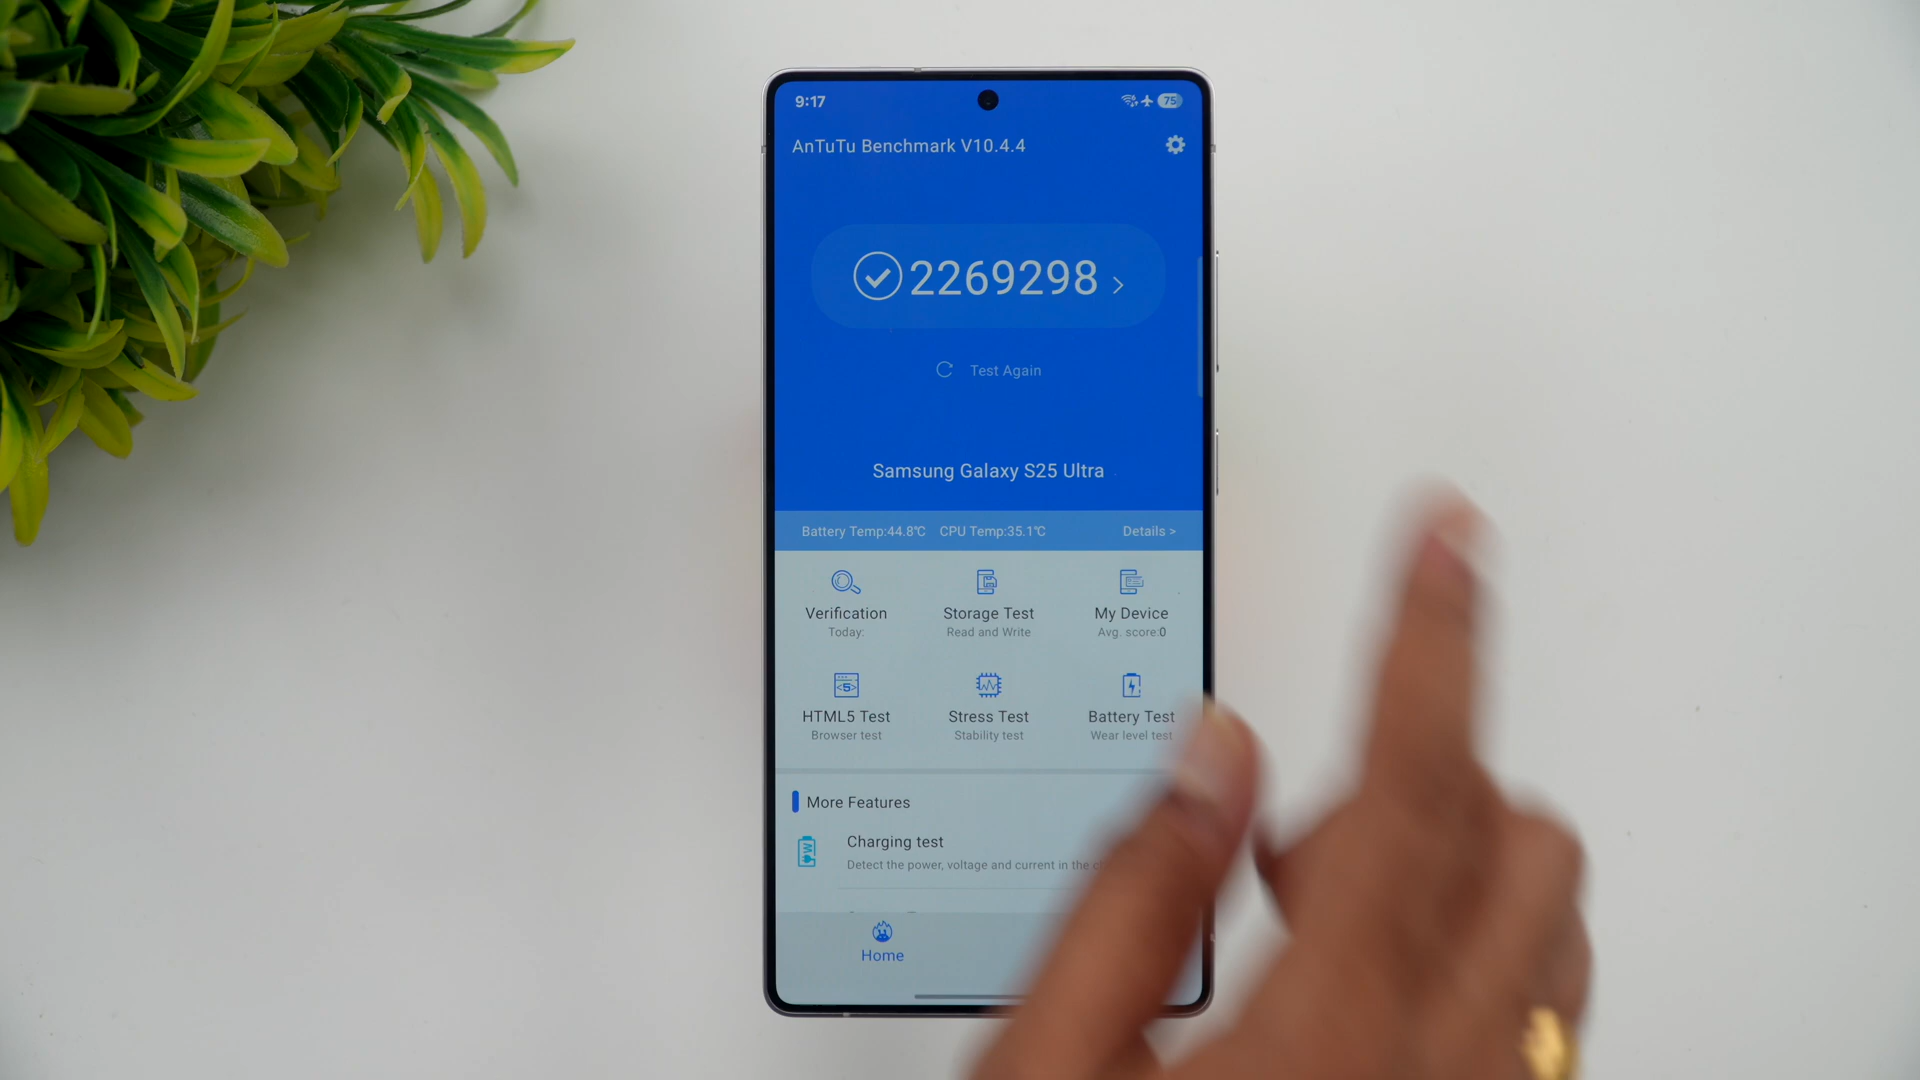 9:17
75
AnTuTu Benchmark V10.4.4
2269298 >
Test Again
Samsung Galaxy S25 Ultra
Battery Temp:44.8℃ CPU Temp:35.1℃ Details >
Verification Storage Test My Device
Today: Read and Write Avg. score:0
HTML5 Test Stress Test Battery Test
Browser test Stability test Wear level test
More Features
Charging test
Detect the power, voltage and current in the
Home